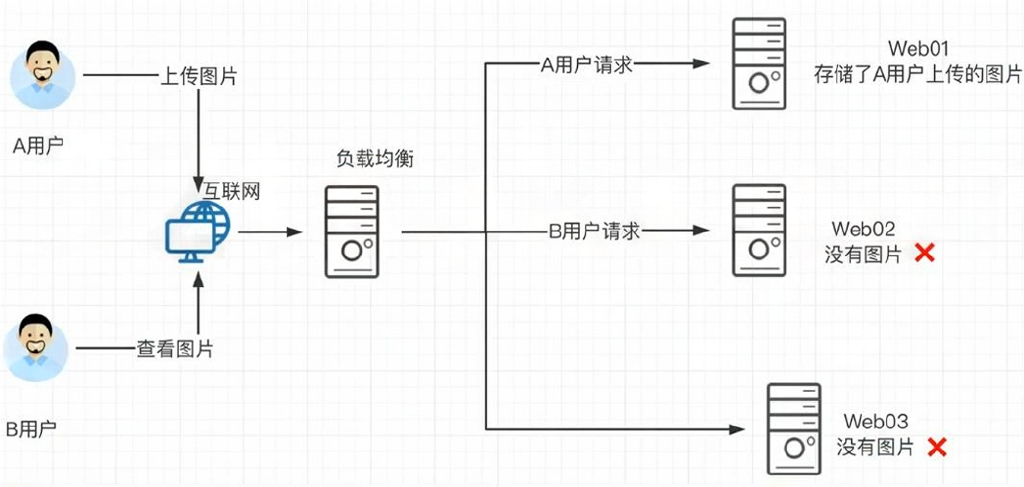 A用户
上传图片
互联网
负载均衡
A用户请求
Web01
存储了A用户上传的图片
B用户请求
Web02
没有图片
B用户
查看图片
Web03
没有图片